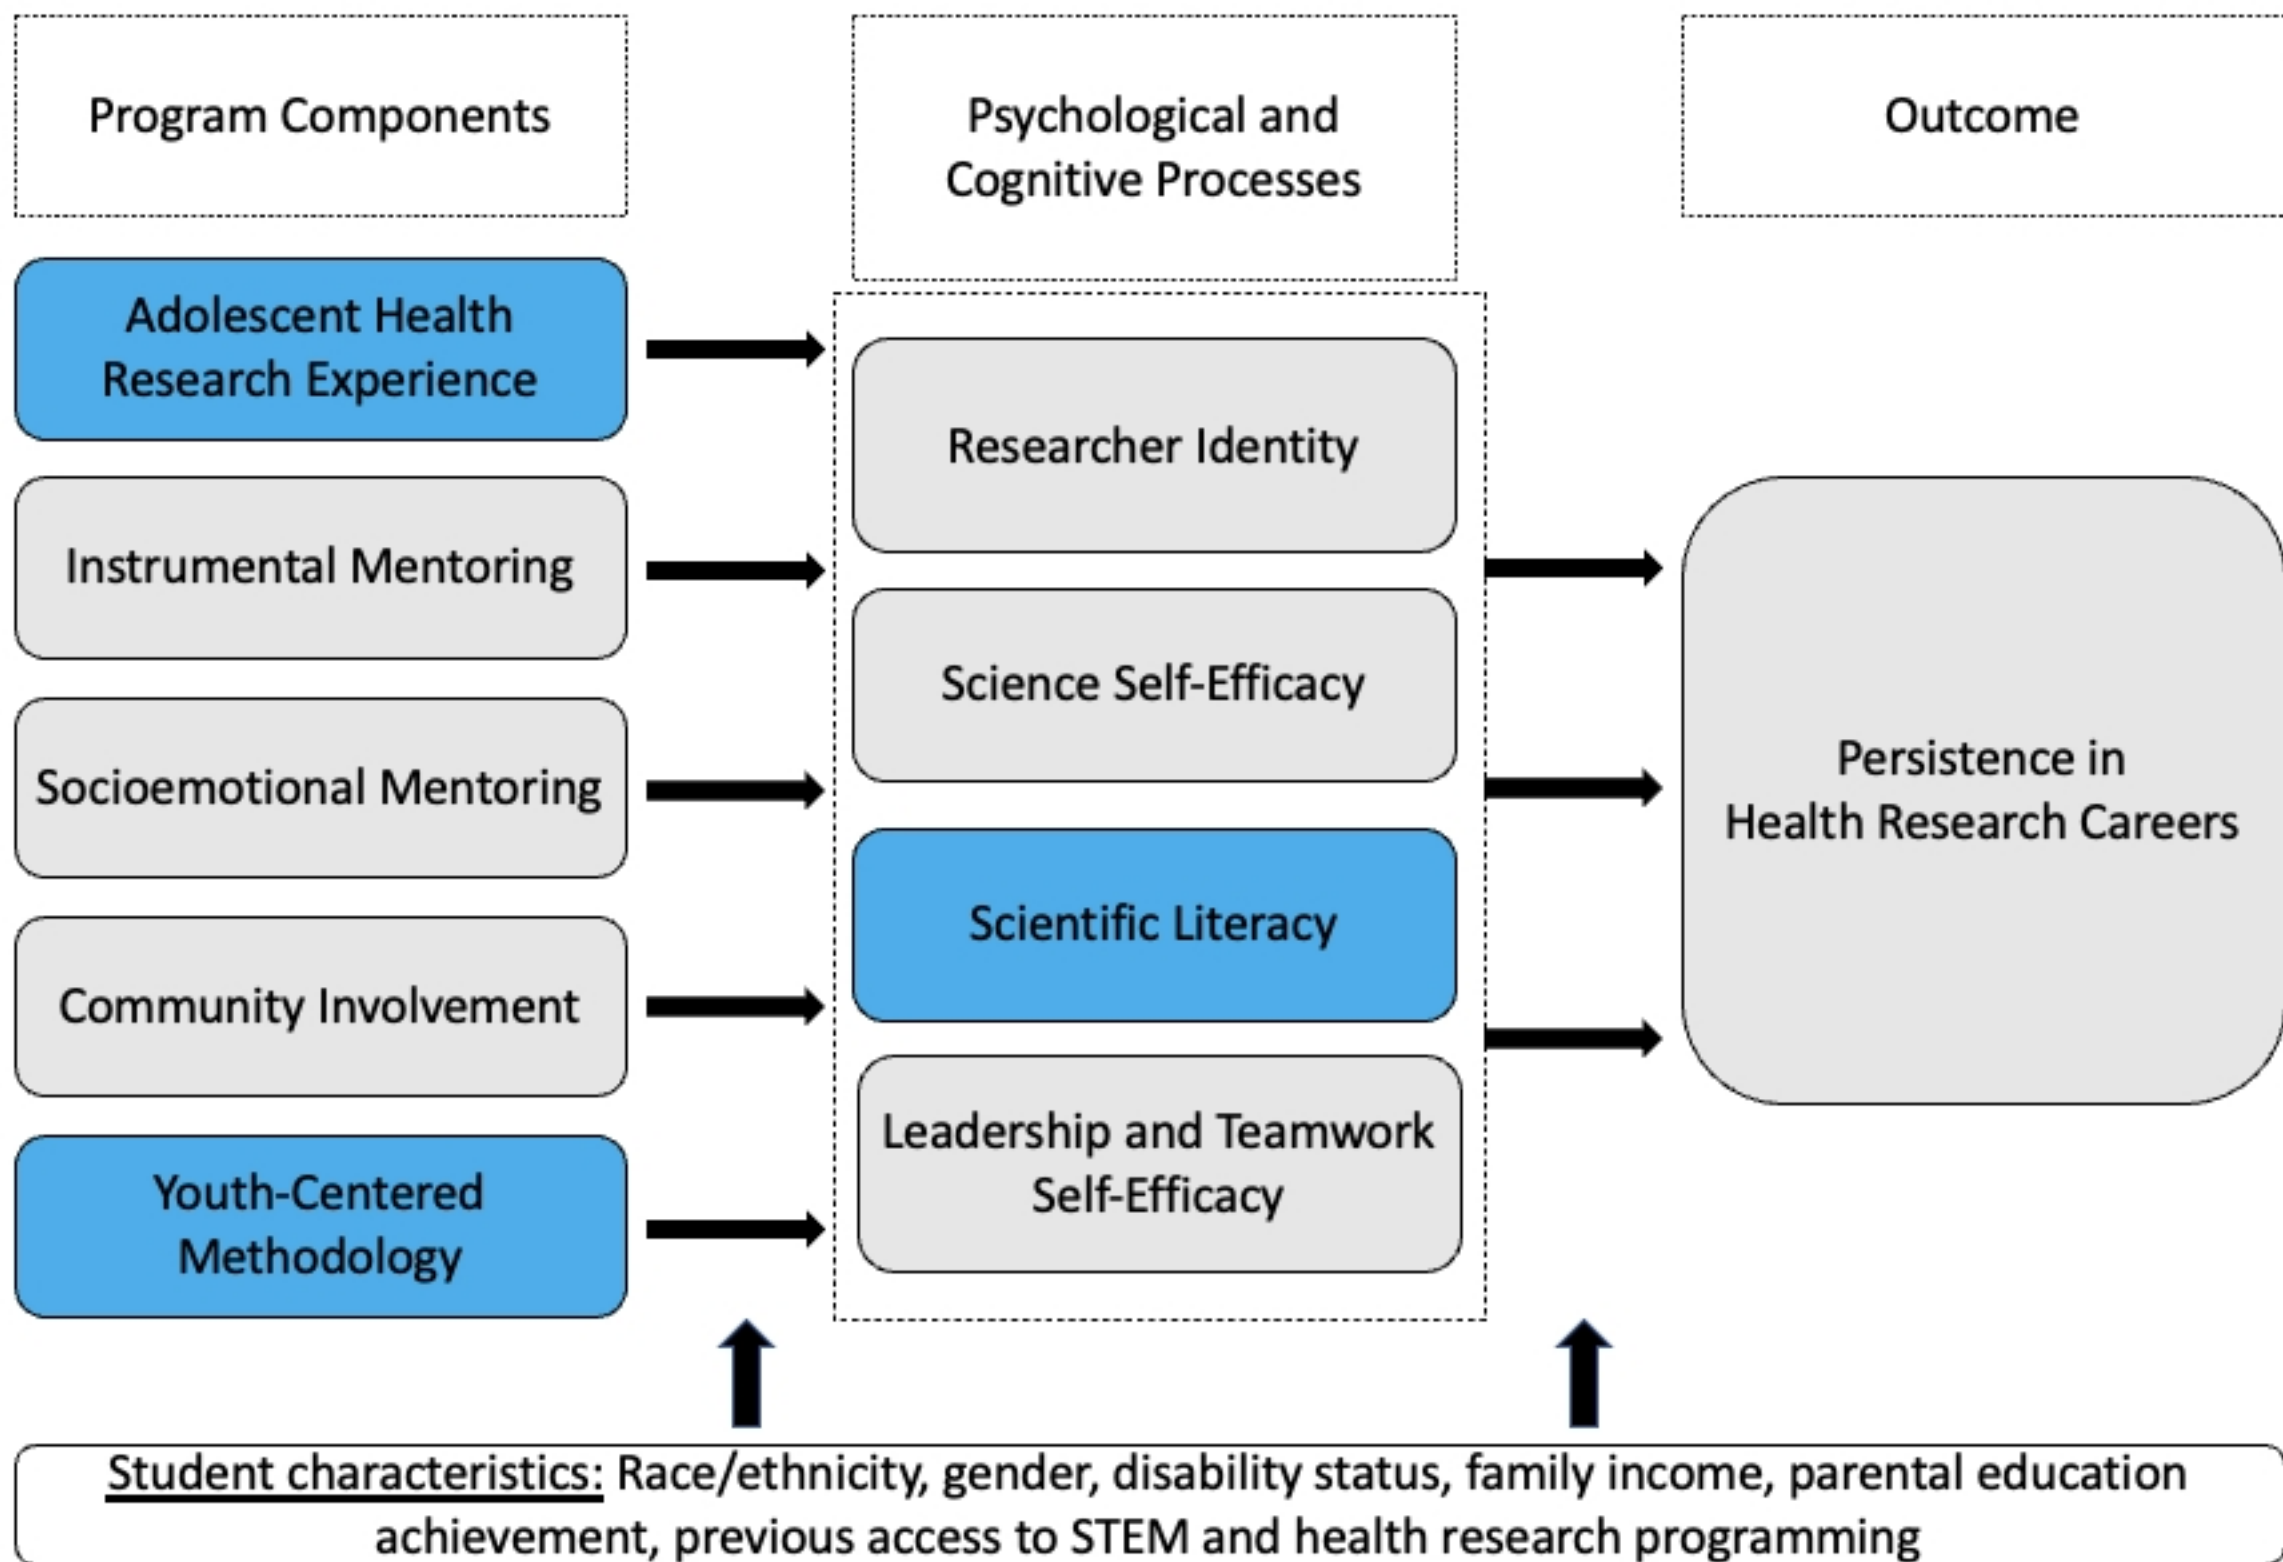 Program Components
Psychological and
Cognitive Processes
Outcome
Adolescent Health
Research Experience
Instrumental Mentoring
Socioemotional Mentoring
Community Involvement
Youth-Centered
Methodology
Researcher Identity
Science Self-Efficacy
Scientific Literacy
Leadership and Teamwork
Self-Efficacy
Persistence in
Health Research Careers
Student characteristics: Race/ethnicity, gender, disability status, family income, parental education
achievement, previous access to STEM and health research programming